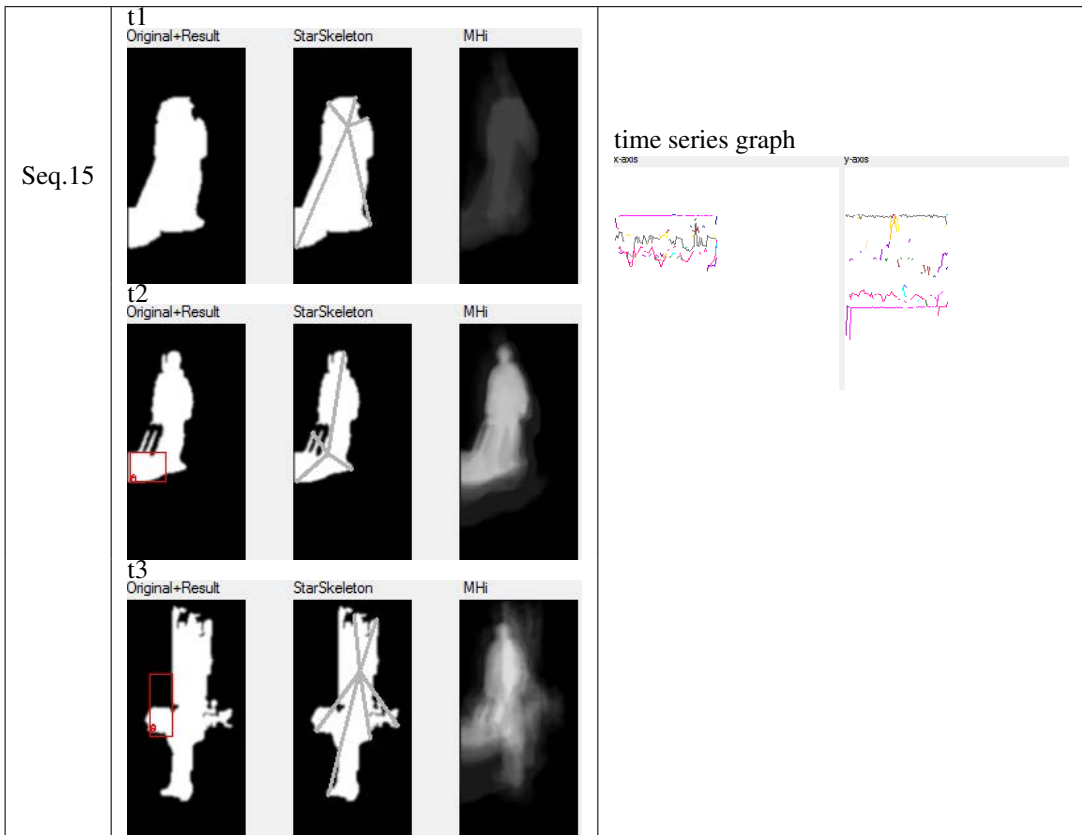 Seq.15
t1
Original+Result StarSkeleton MHi
t2
Original+Result StarSkeleton MHi
t3
Original+Result StarSkeleton MHi
time series graph
x-axis y-axis